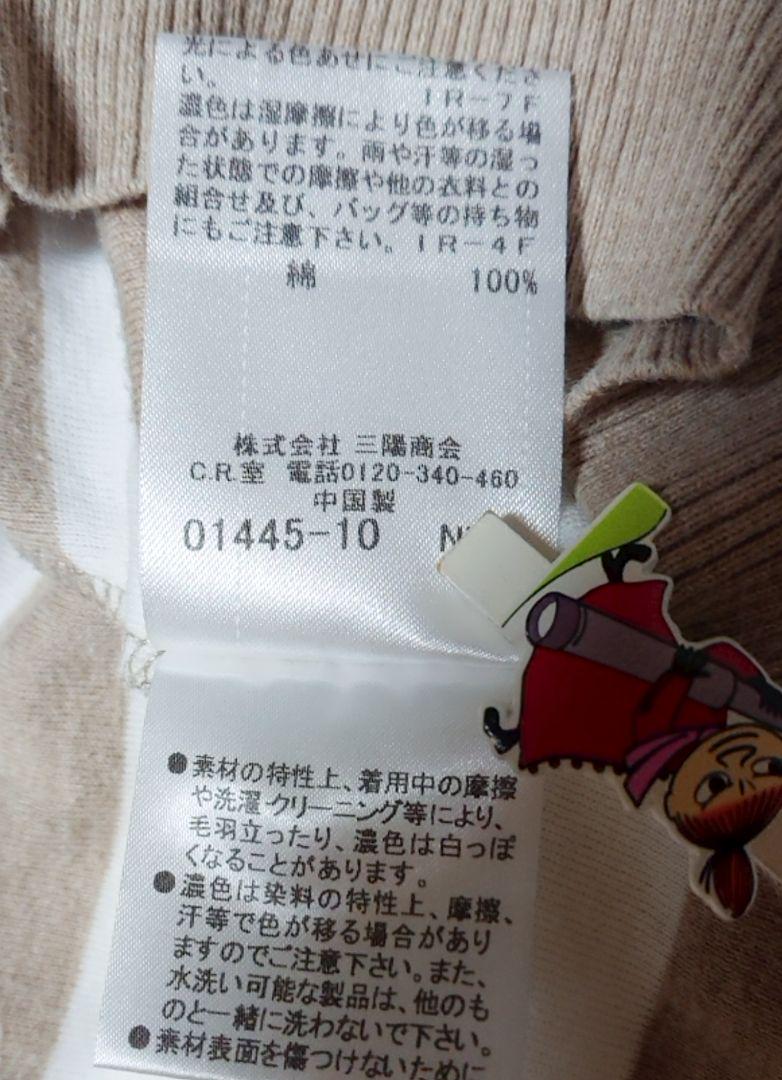 光による色あせにご注意くださ
い。 IR-7F
濃色は湿摩擦により色が移る場
合があります。雨や汗等の湿っ
た状態での摩擦や他の衣料との
組合せ及び、バッグ等の持ち物
にもご注意下さい。IR-4F
綿 100%
株式会社 三陽商会
C.R.室 電話0120-340-460
中国製
01445-10 N
●素材の特性上、着用中の摩擦
や洗濯・クリーニング等により、
毛羽立ったり、濃色は白っぽ
くなることがあります。
●濃色は染料の特性上、摩擦、
汗等で色が移る場合があり
ますのでご注意下さい。また、
水洗い可能な製品は、他のも
のと一緒に洗わないで下さい。
●素材表面を傷つけないために